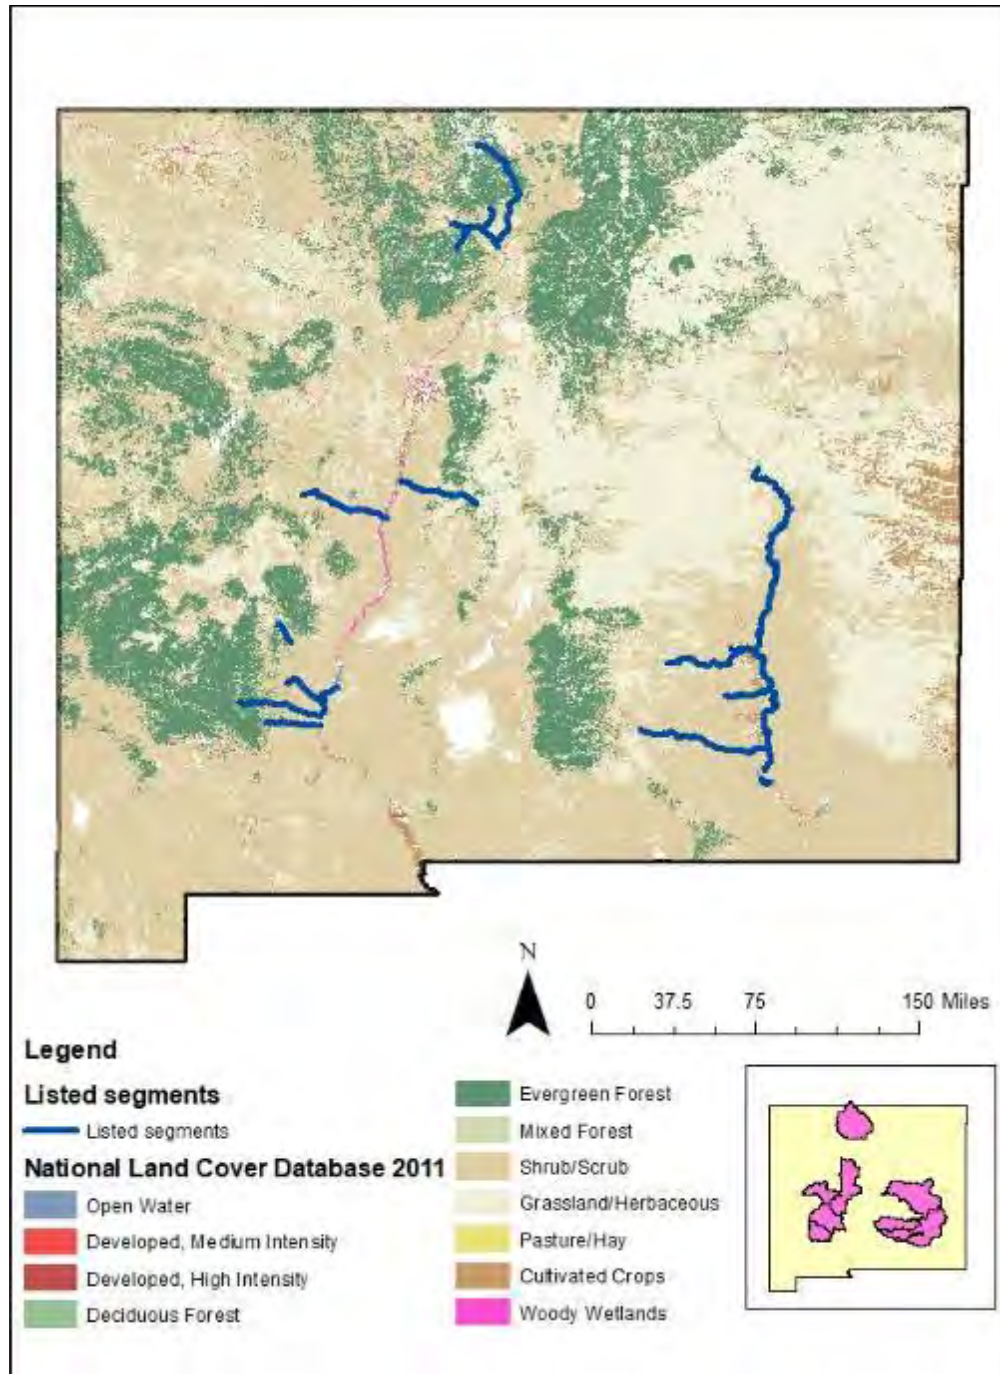 N
0 37.5 75 150 Miles
Legend
Listed segments
Listed segments
National Land Cover Database 2011
Open Water
Developed, Medium Intensity
Developed, High Intensity
Deciduous Forest
Evergreen Forest
Mixed Forest
Shrub/Scrub
Grassland/Herbaceous
Pasture/Hay
Cultivated Crops
Woody Wetlands